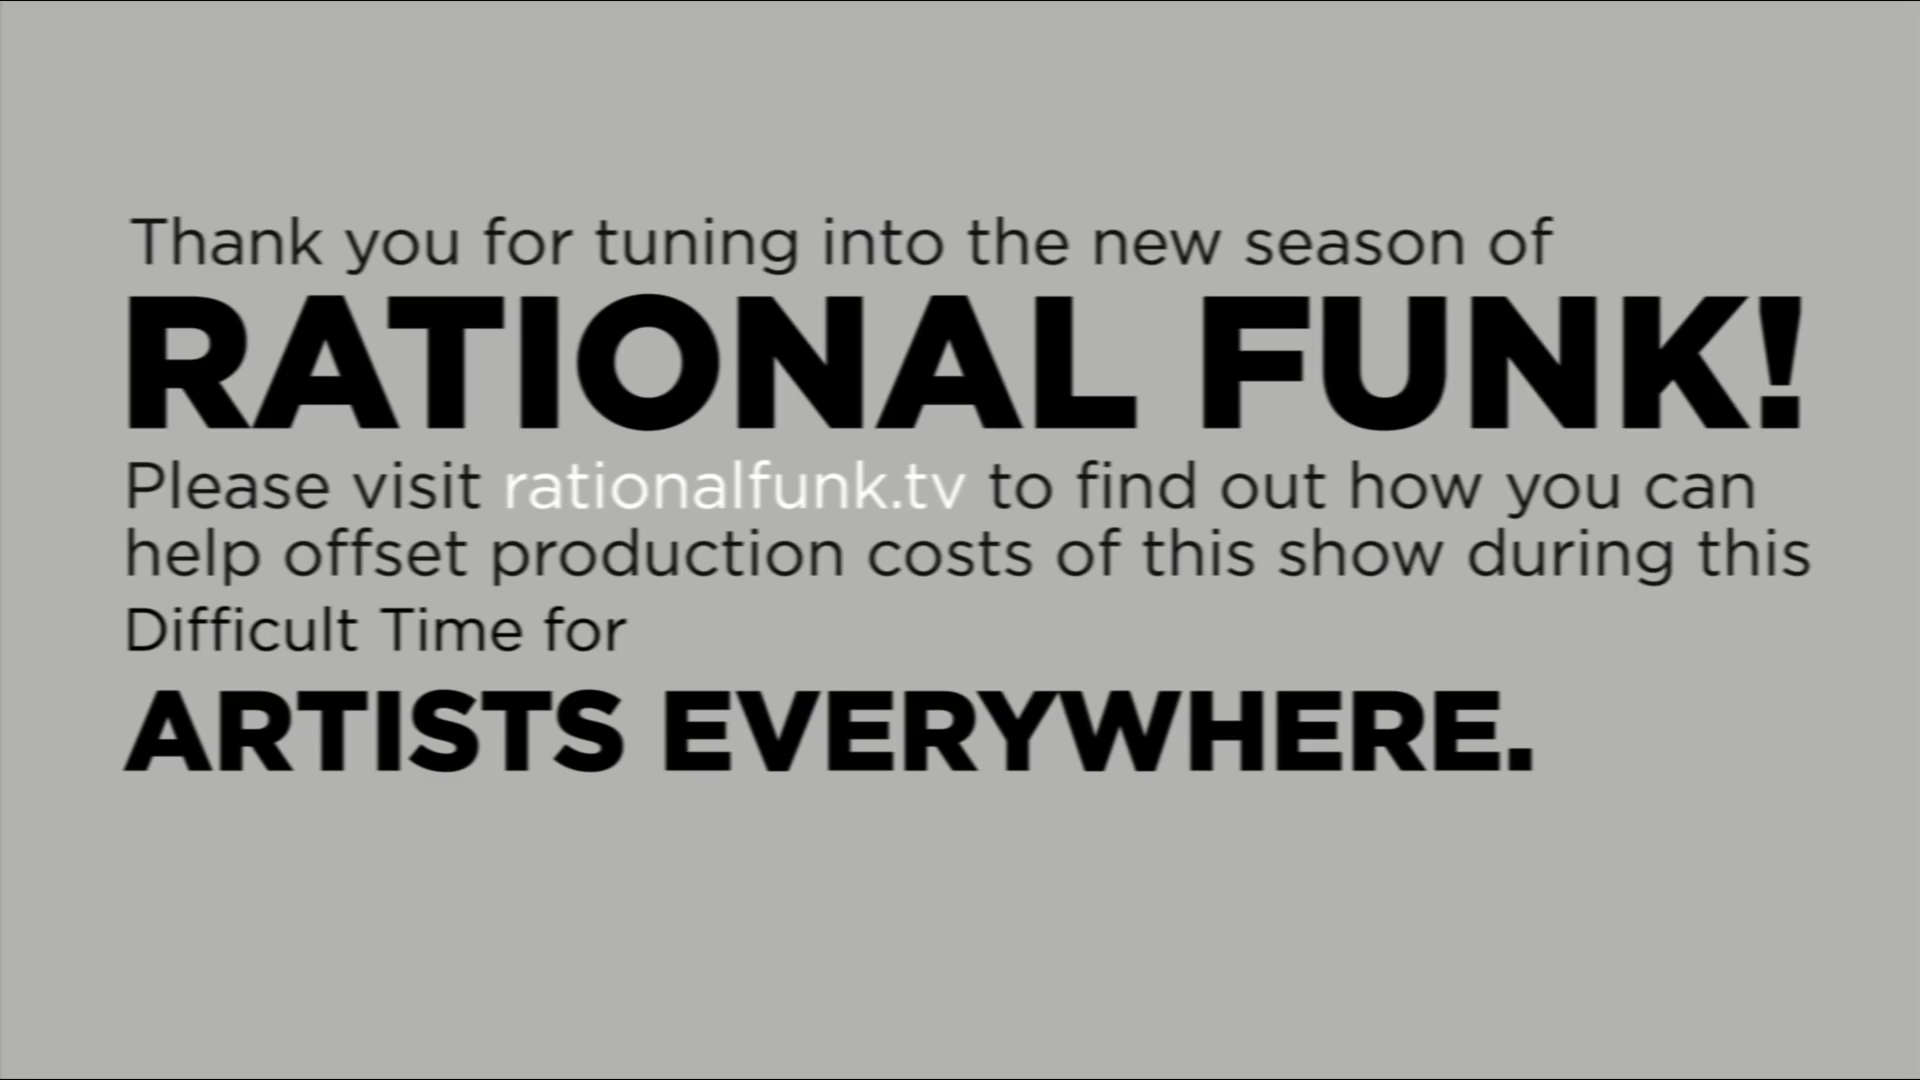 Thank you for tuning into the new season of
RATIONAL FUNK!
Please visit rationalfunk.tv to find out how you can
help offset production costs of this show during this
Difficult Time for
ARTISTS EVERYWHERE.